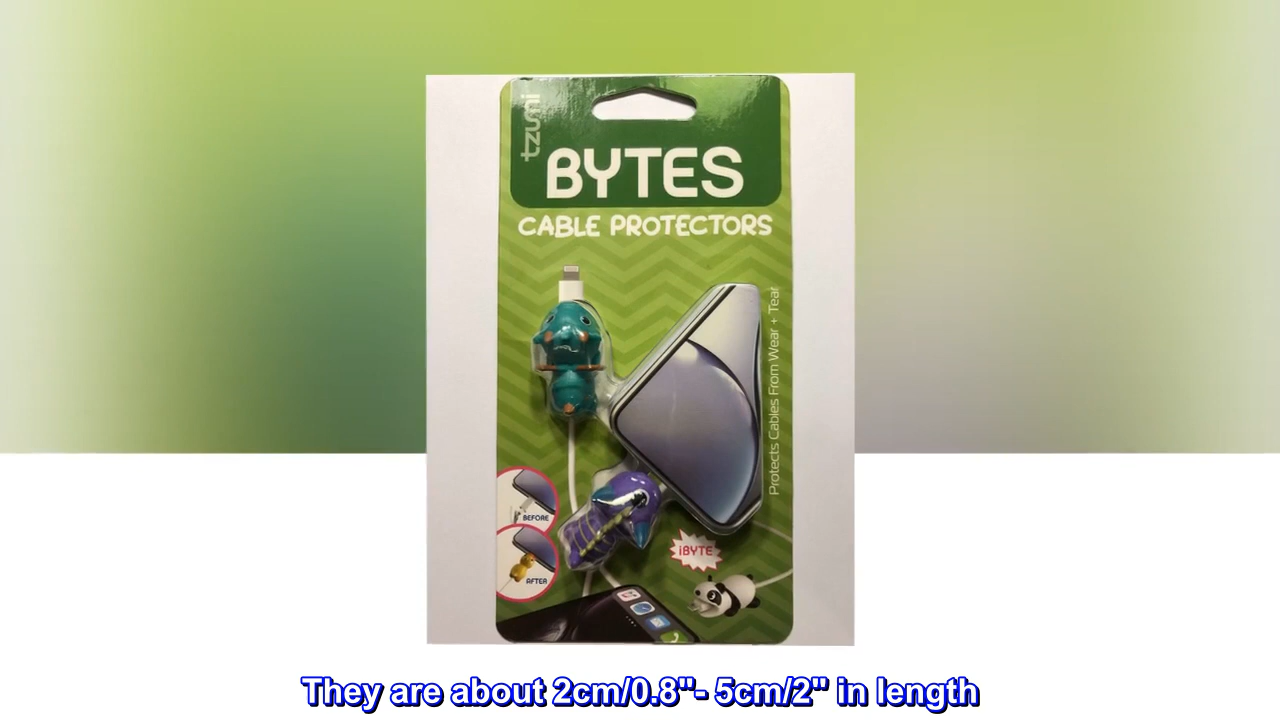 tzumi
BYTES
CABLE PROTECTORS
Protects Cables From Wear + Tear
BEFORE
AFTER
iBYTE
They are about 2cm/0.8"- 5cm/2" in length